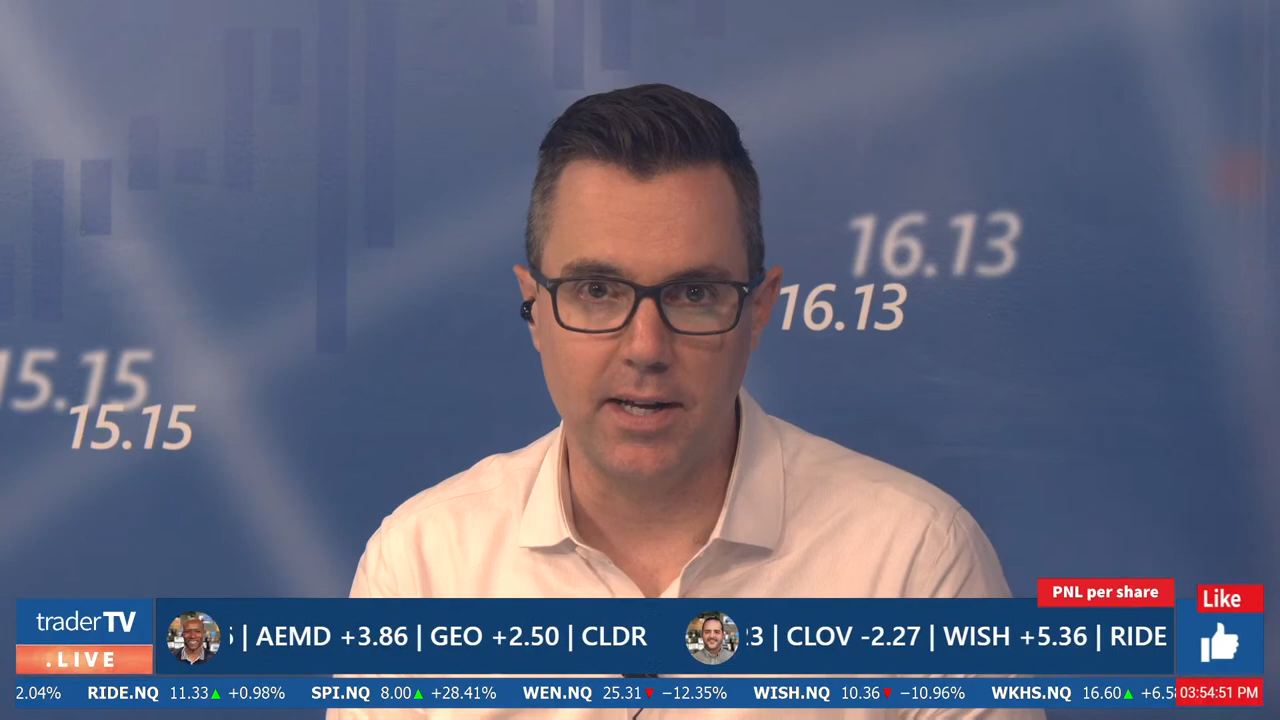 16.13
16.13
15.15
15.15
PNL per share
Like
traderTV
.LIVE
| AEMD +3.86 | GEO +2.50 | CLDR
3 | CLOV -2.27 | WISH +5.36 | RIDE
2.04% RIDE.NQ 11.33▲ +0.98% SPI.NQ 8.00▲ +28.41% WEN.NQ 25.31▼ −12.35% WISH.NQ 10.36▼ −10.96% WKHS.NQ 16.60▲ +6.5
03:54:51 PM